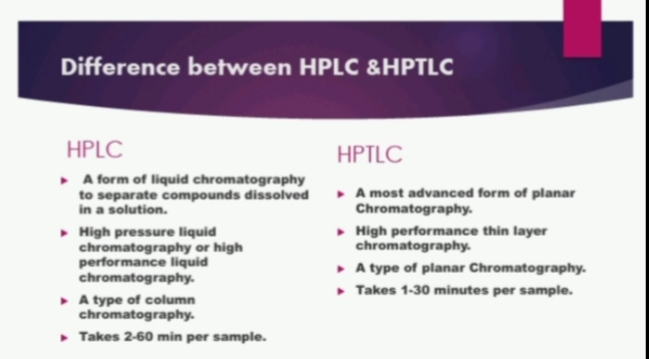 Difference between HPLC &HPTLC
HPLC
A form of liquid chromatography
to separate compounds dissolved
in a solution.
High pressure liquid
chromatography or high
performance liquid
chromatography.
A type of column
chromatography.
Takes 2-60 min per sample.
HPTLC
A most advanced form of planar
Chromatography.
High performance thin layer
chromatography.
A type of planar Chromatography.
Takes 1-30 minutes per sample.